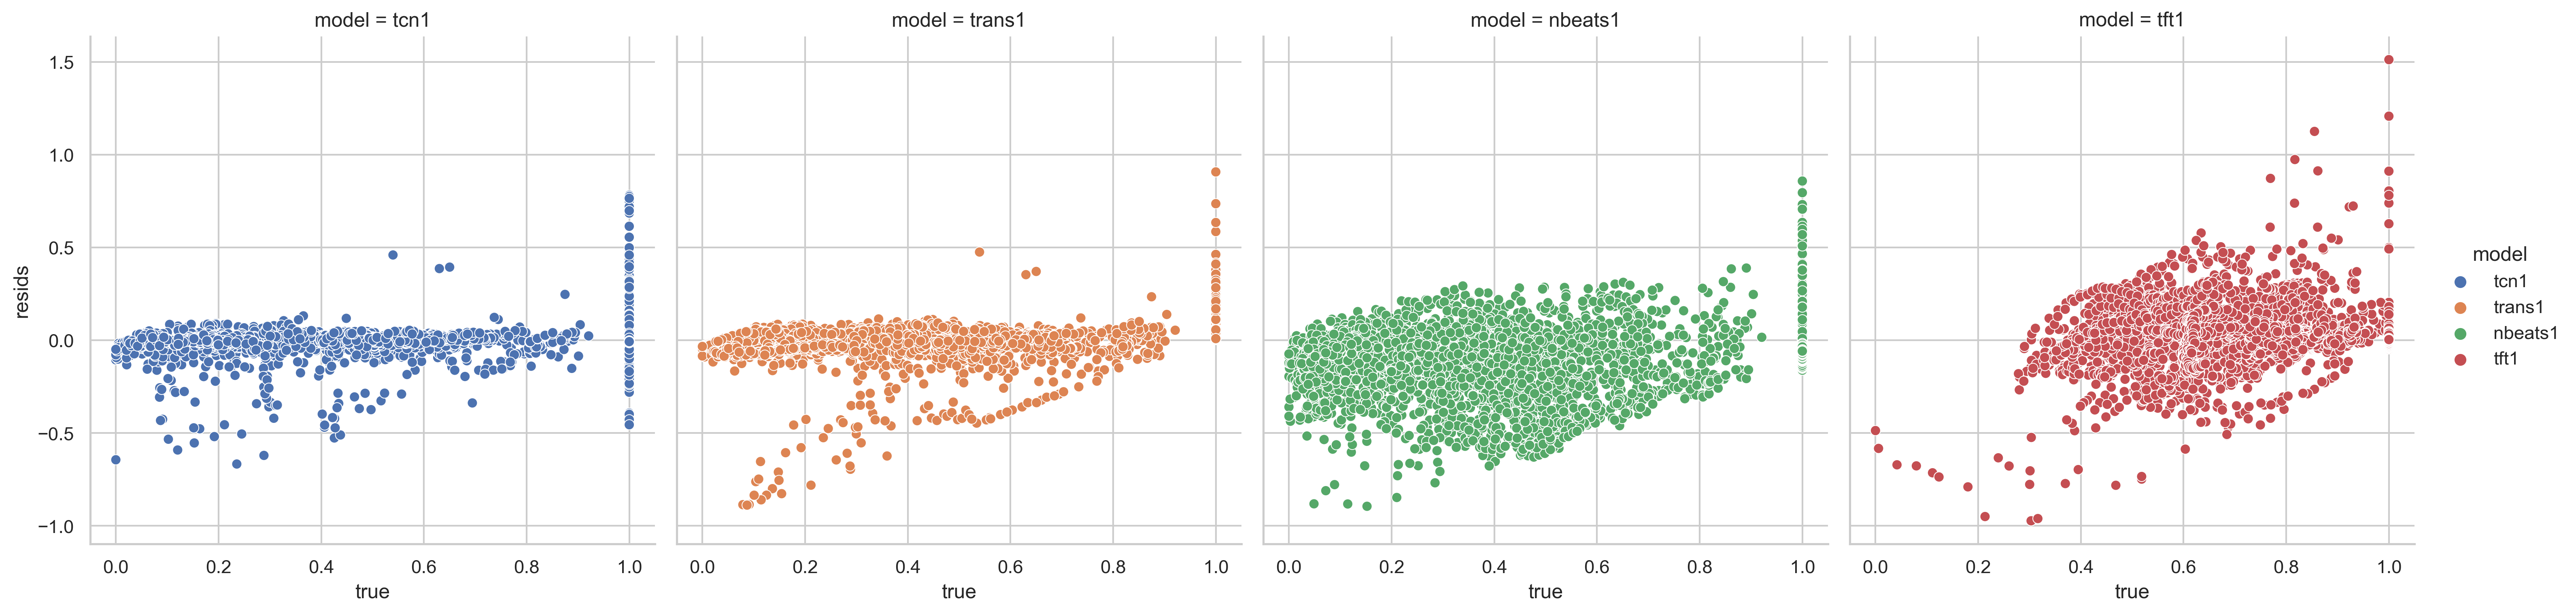 model = tcn1
model = trans1
model = nbeats1
model = tft1
resids
1.5
1.0
0.5
0.0
−0.5
−1.0
0.0 0.2 0.4 0.6 0.8 1.0
0.0 0.2 0.4 0.6 0.8 1.0
0.0 0.2 0.4 0.6 0.8 1.0
0.0 0.2 0.4 0.6 0.8 1.0
true
true
true
true
model
tcn1
trans1
nbeats1
tft1